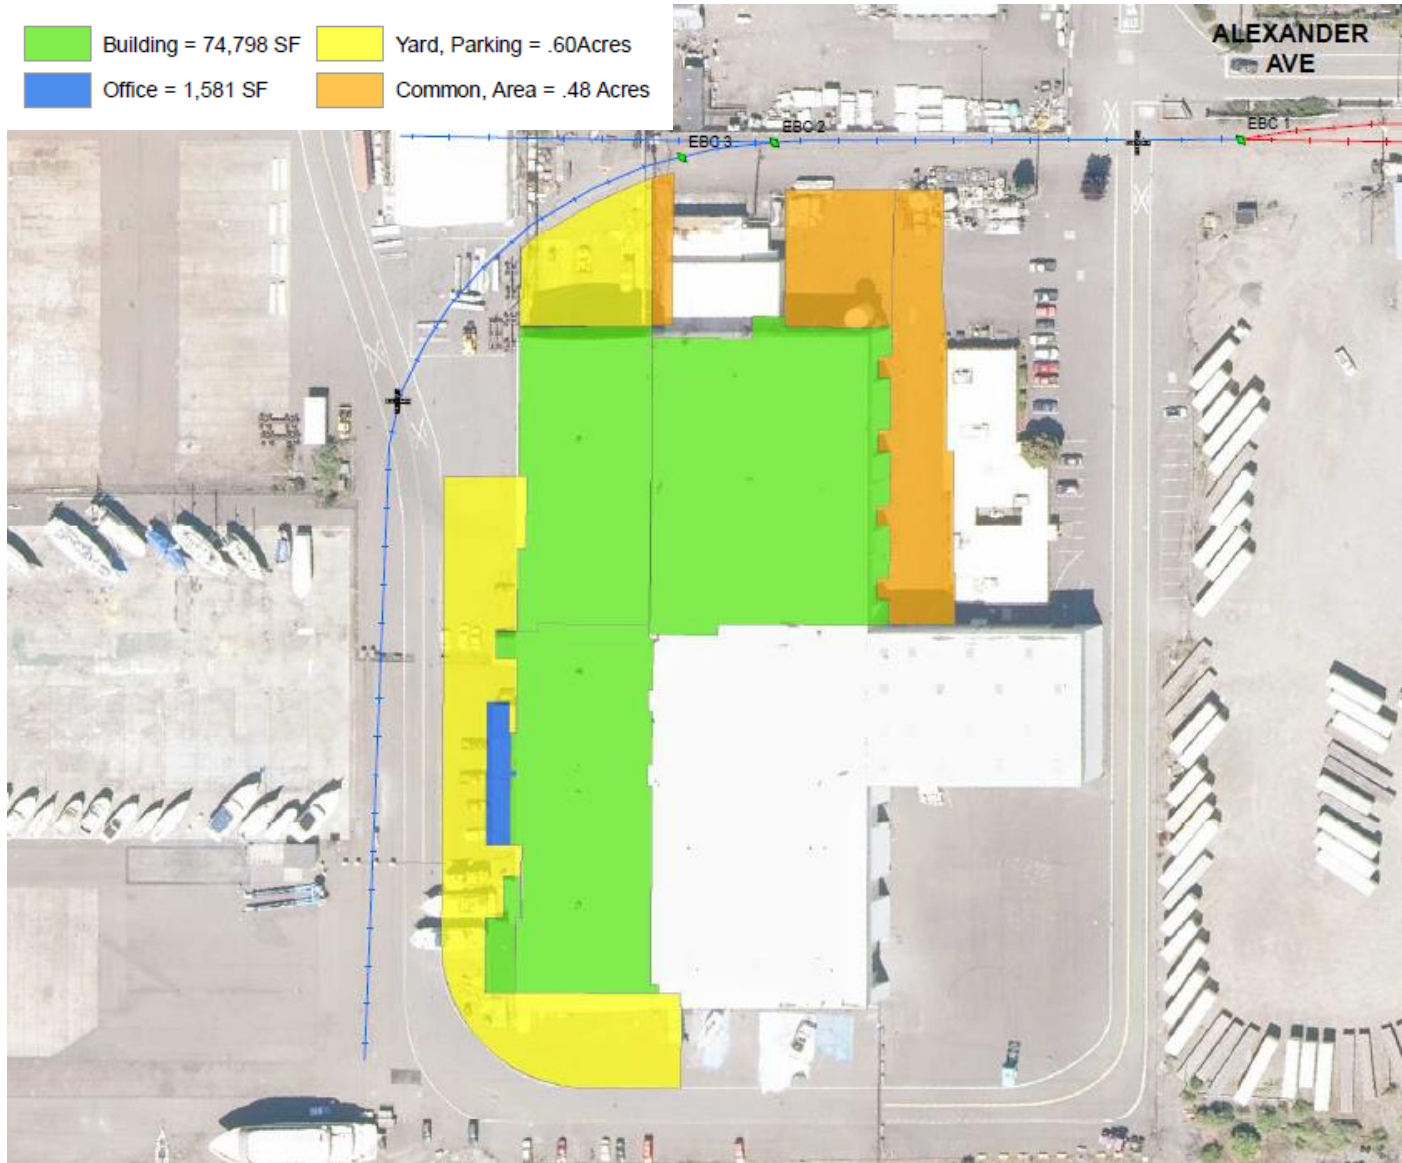 Building = 74,798 SF
Yard, Parking = .60Acres
Office = 1,581 SF
Common, Area = .48 Acres
ALEXANDER
AVE
EBC 1
EBC 2
EBC 3